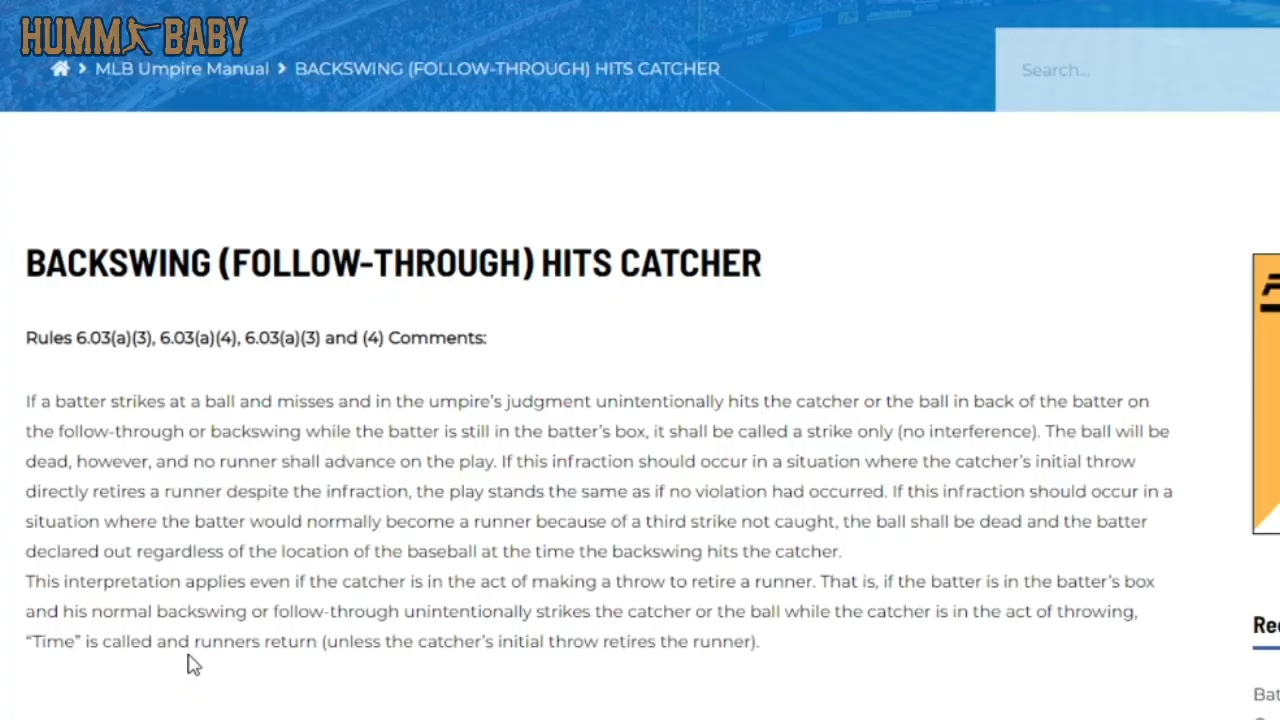 HUMM BABY
MLB Umpire Manual BACKSWING (FOLLOW-THROUGH) HITS CATCHER
Search...
BACKSWING (FOLLOW-THROUGH) HITS CATCHER
Rules 6.03(a)(3), 6.03(a)(4), 6.03(a)(3) and (4) Comments:
If a batter strikes at a ball and misses and in the umpire's judgment unintentionally hits the catcher or the ball in back of the batter on
the follow-through or backswing while the batter is still in the batter's box, it shall be called a strike only (no interference). The ball will be
dead, however, and no runner shall advance on the play. If this infraction should occur in a situation where the catcher's initial throw
directly retires a runner despite the infraction, the play stands the same as if no violation had occurred. If this infraction should occur in a
situation where the batter would normally become a runner because of a third strike not caught, the ball shall be dead and the batter
declared out regardless of the location of the baseball at the time the backswing hits the catcher.
This interpretation applies even if the catcher is in the act of making a throw to retire a runner. That is, if the batter is in the batter's box
and his normal backswing or follow-through unintentionally strikes the catcher or the ball while the catcher is in the act of throwing,
“Time” is called and runners return (unless the catcher's initial throw retires the runner).